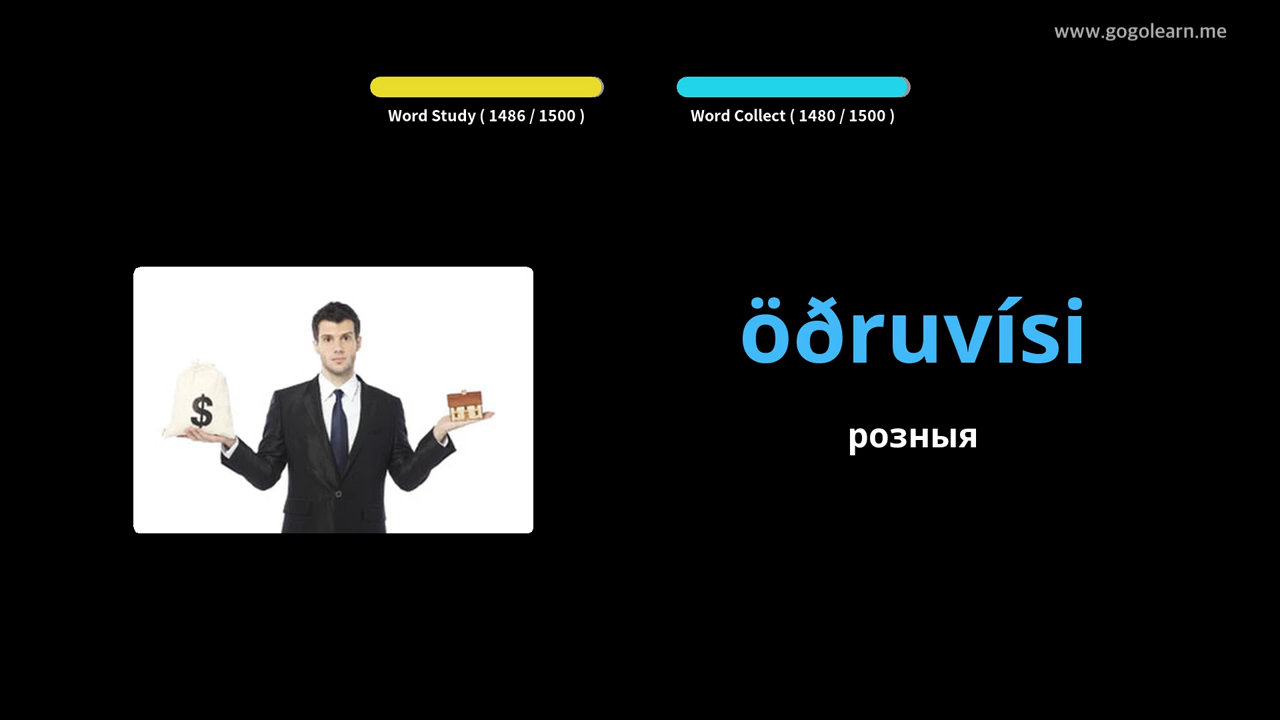 www.gogolearn.me
Word Study ( 1486 / 1500 )
Word Collect ( 1480 / 1500 )
$
öðruvísi
розныя